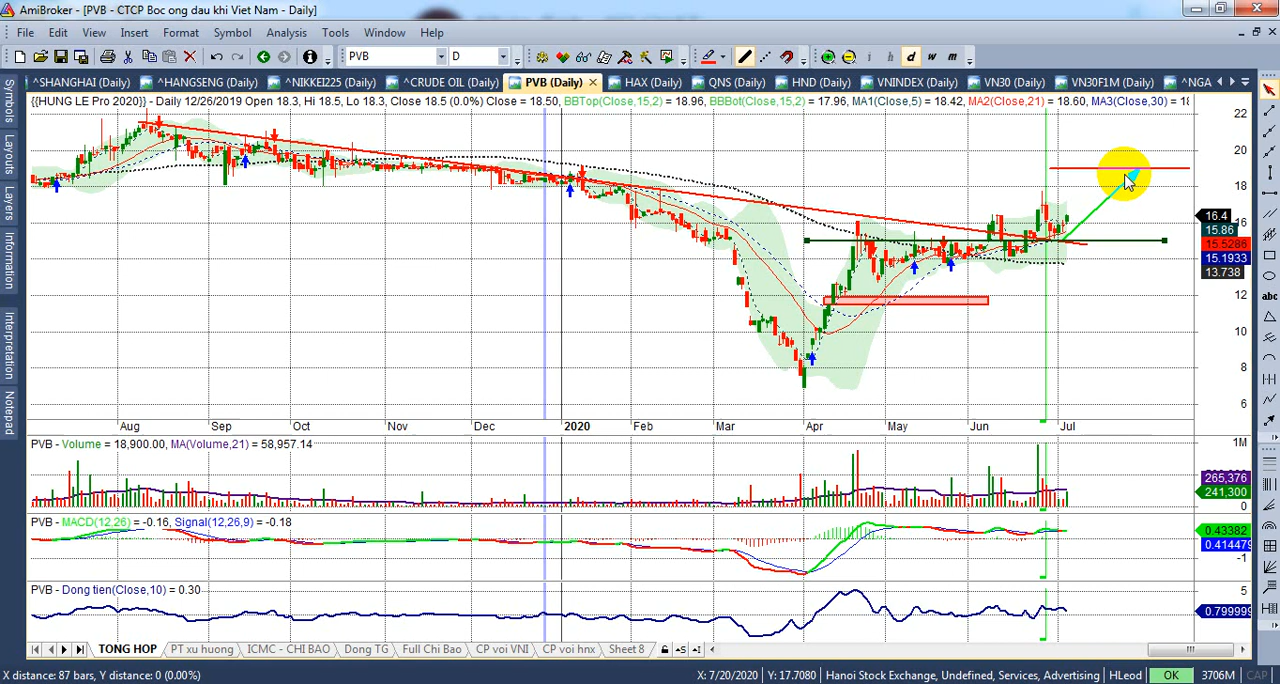 AmiBroker - [PVB - CTCP Boc ong dau khi Viet Nam - Daily]
File Edit View Insert Format Symbol Analysis Tools Window Help
PVB D i h d w m
^SHANGHAI (Daily) ^HANGSENG (Daily) ^NIKKEI225 (Daily) ^CRUDE OIL (Daily) PVB (Daily) HAX (Daily) QNS (Daily) HND (Daily) VNINDEX (Daily) VN30 (Daily) VN30F1M (Daily) ^NGA
{{HUNG LE Pro 2020}} - Daily 12/26/2019 Open 18.3, Hi 18.5, Lo 18.3, Close 18.5 (0.0%) Close = 18.50, BBTop(Close,15,2) = 18.96, BBBot(Close,15,2) = 17.96, MA1(Close,5) = 18.42, MA2(Close,21) = 18.60, MA3(Close,30) = 18
Symbols
Layouts
Layers
Information
Interpretation
Notepad
22
20
18
16
16.4
15.86
15.5286
15.1933
13.738
12
10
8
6
abc
Aug Sep Oct Nov Dec 2020 Feb Mar Apr May Jun Jul
PVB - Volume = 18,900.00, MA(Volume,21) = 58,957.14
1M
265,376
241,300
0
PVB - MACD(12,26) = -0.16, Signal(12,26,9) = -0.18
0.43382
0.414479
-1
PVB - Dong tien(Close,10) = 0.30
5
0.799999
TONG HOP PT xu huong ICMC - CHI BAO Dong TG Full Chi Bao CP voi VNI CP voi hnx Sheet 8
X distance: 87 bars, Y distance: 0 (0.00%) X: 7/20/2020 Y: 17.7080 Hanoi Stock Exchange, Undefined, Services, Advertising HLeod OK 3706M CAP